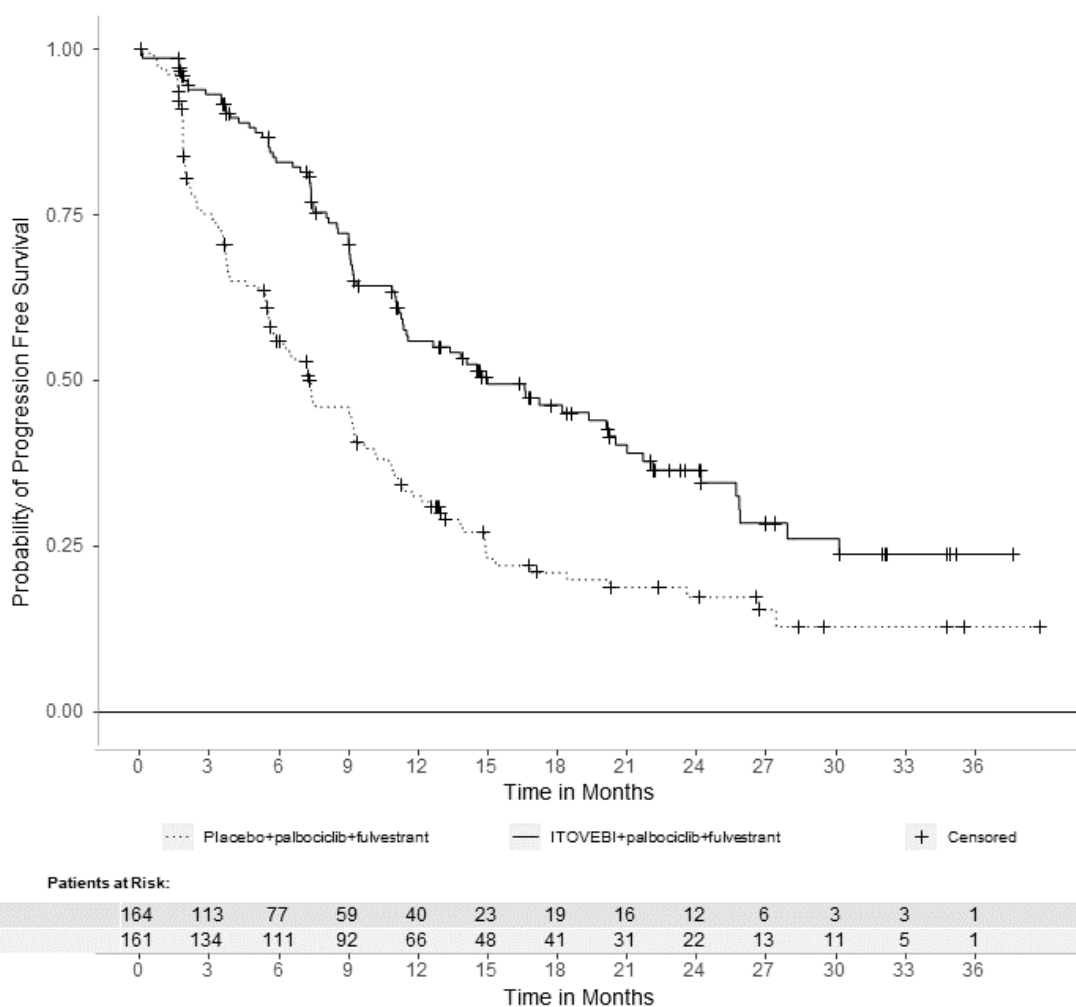 1.00
0.75
0.50
0.25
0.00
Probability of Progression Free Survival
0 3 6 9 12 15 18 21 24 27 30 33 36
Time in Months
Placebo+palbociclib+fulvestrant ITOVEBI+palbociclib+fulvestrant + Censored
Patients at Risk:
164 113 77 59 40 23 19 16 12 6 3 3 1
161 134 111 92 66 48 41 31 22 13 11 5 1
0 3 6 9 12 15 18 21 24 27 30 33 36
Time in Months